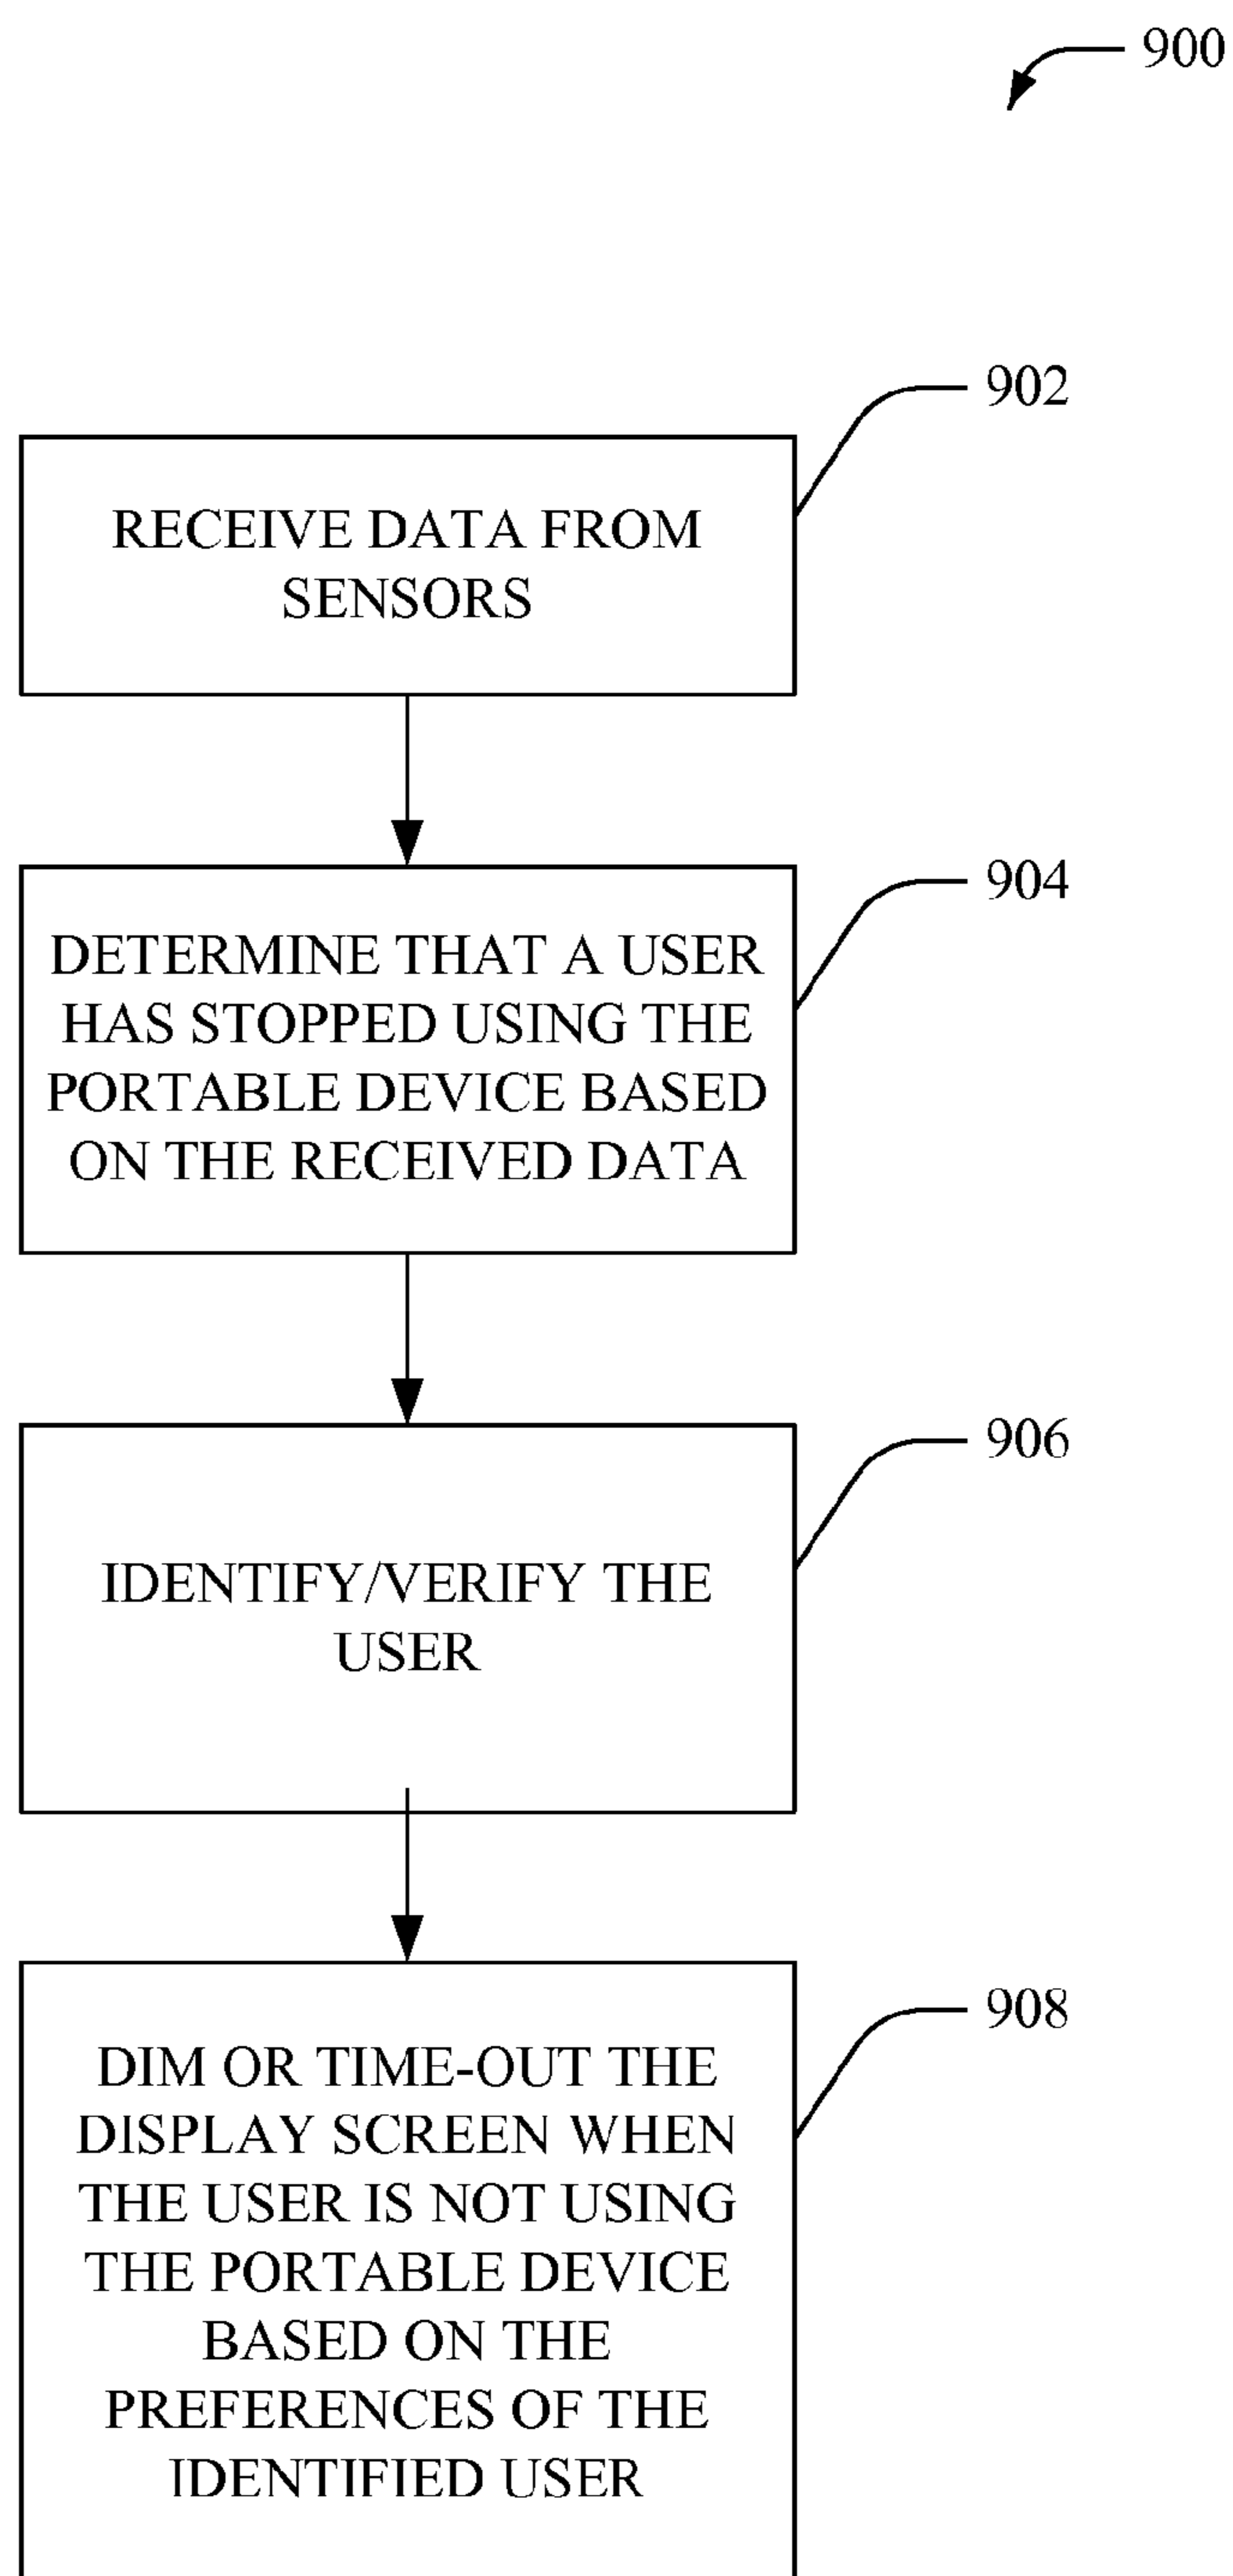 900
902
RECEIVE DATA FROM
SENSORS
904
DETERMINE THAT A USER
HAS STOPPED USING THE
PORTABLE DEVICE BASED
ON THE RECEIVED DATA
906
IDENTIFY/VERIFY THE
USER
908
DIM OR TIME-OUT THE
DISPLAY SCREEN WHEN
THE USER IS NOT USING
THE PORTABLE DEVICE
BASED ON THE
PREFERENCES OF THE
IDENTIFIED USER